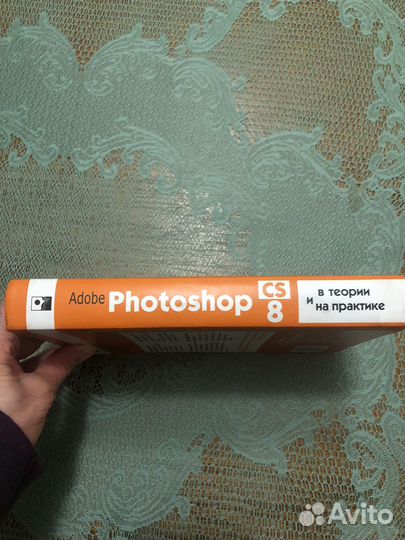 Adobe Photoshop CS 8
в теории
и на практике
Avito